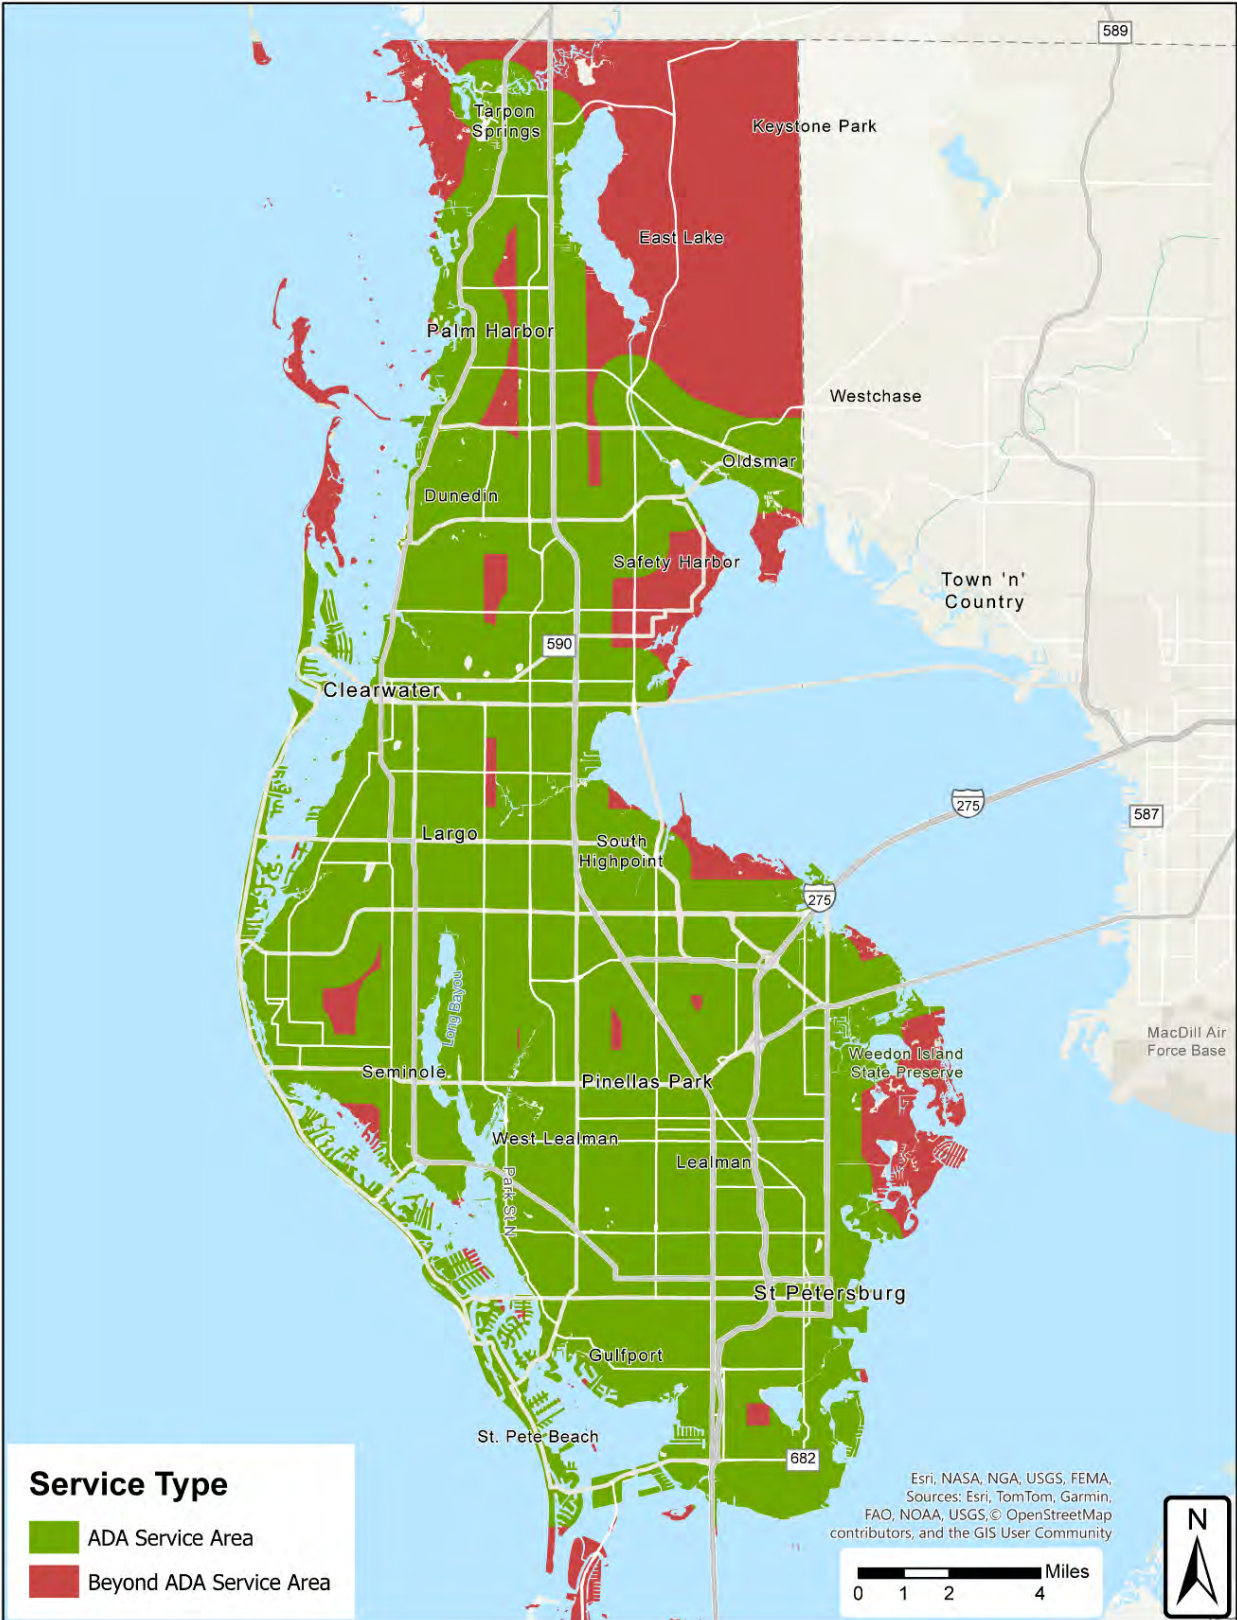 589
Tarpon
Springs
Keystone Park
East Lake
Palm Harbor
Westchase
Oldsmar
Dunedin
Safety Harbor
Town 'n'
Country
590
Clearwater
275
587
Largo
South
Highpoint
275
Long Bayou
MacDill Air
Force Base
Weedon Island
State Preserve
Seminole
Pinellas Park
West Lealman
Lealman
Park St N
St Petersburg
Gulfport
St. Pete Beach
682
Service Type
ADA Service Area
Beyond ADA Service Area
Esri, NASA, NGA, USGS, FEMA,
Sources: Esri, TomTom, Garmin,
FAO, NOAA, USGS,© OpenStreetMap
contributors, and the GIS User Community
Miles
0 1 2 4
N